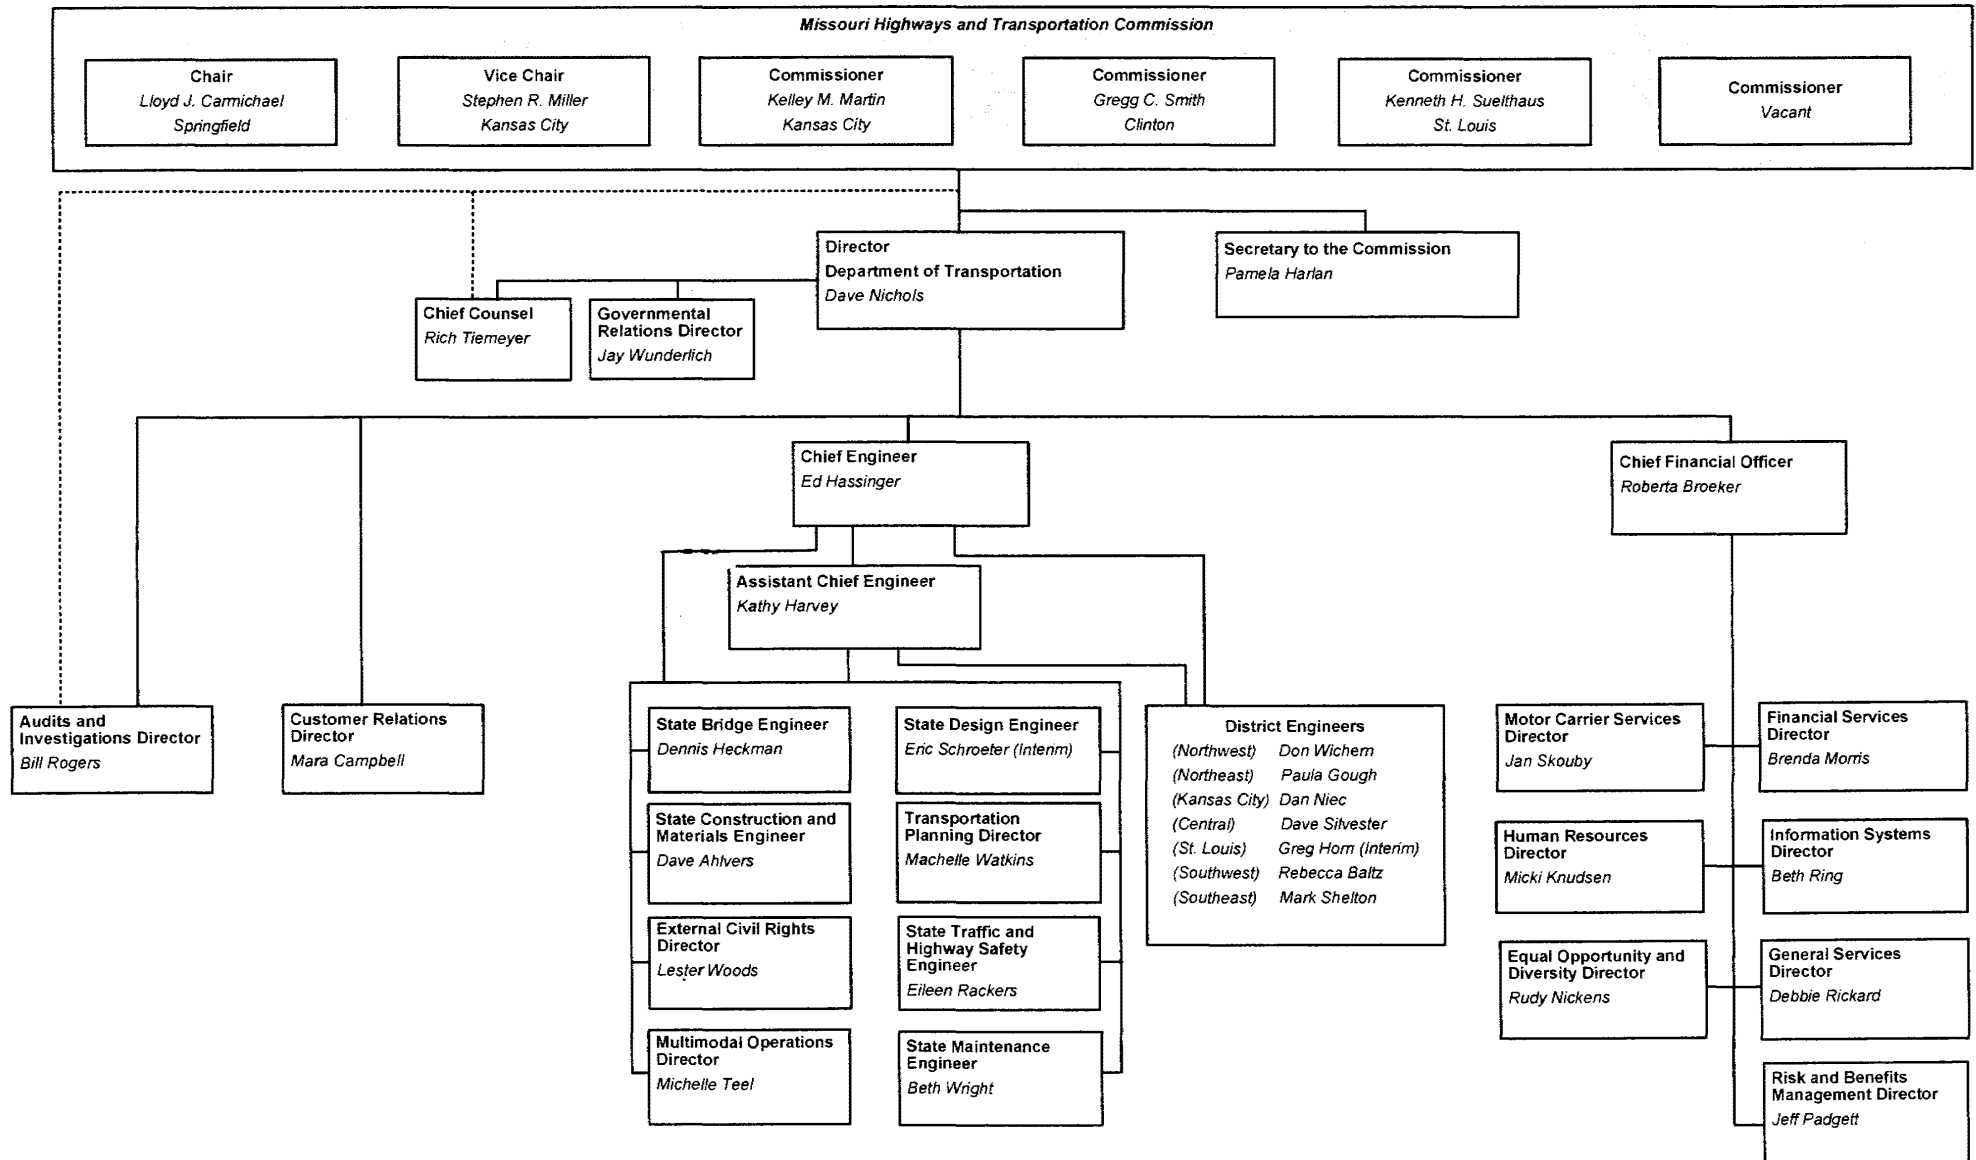 Missouri Highways and Transportation Commission
Chair
Lloyd J. Carmichael
Springfield
Vice Chair
Stephen R. Miller
Kansas City
Commissioner
Kelley M. Martin
Kansas City
Commissioner
Gregg C. Smith
Clinton
Commissioner
Kenneth H. Suelthaus
St. Louis
Commissioner
Vacant
Director
Department of Transportation
Dave Nichols
Secretary to the Commission
Pamela Harlan
Chief Counsel
Rich Tiemeyer
Governmental
Relations Director
Jay Wunderlich
Chief Engineer
Ed Hassinger
Chief Financial Officer
Roberta Broeker
Assistant Chief Engineer
Kathy Harvey
Audits and
Investigations Director
Bill Rogers
Customer Relations
Director
Mara Campbell
State Bridge Engineer
Dennis Heckman
State Design Engineer
Eric Schroeter (Interim)
State Construction and
Materials Engineer
Dave Ahlvers
Transportation
Planning Director
Machelle Watkins
External Civil Rights
Director
Lester Woods
State Traffic and
Highway Safety
Engineer
Eileen Rackers
Multimodal Operations
Director
Michelle Teel
State Maintenance
Engineer
Beth Wright
District Engineers
(Northwest) Don Wichern
(Northeast) Paula Gough
(Kansas City) Dan Niec
(Central) Dave Silvester
(St. Louis) Greg Horn (Interim)
(Southwest) Rebecca Baltz
(Southeast) Mark Shelton
Motor Carrier Services
Director
Jan Skouby
Financial Services
Director
Brenda Morris
Human Resources
Director
Micki Knudsen
Information Systems
Director
Beth Ring
Equal Opportunity and
Diversity Director
Rudy Nickens
General Services
Director
Debbie Rickard
Risk and Benefits
Management Director
Jeff Padgett